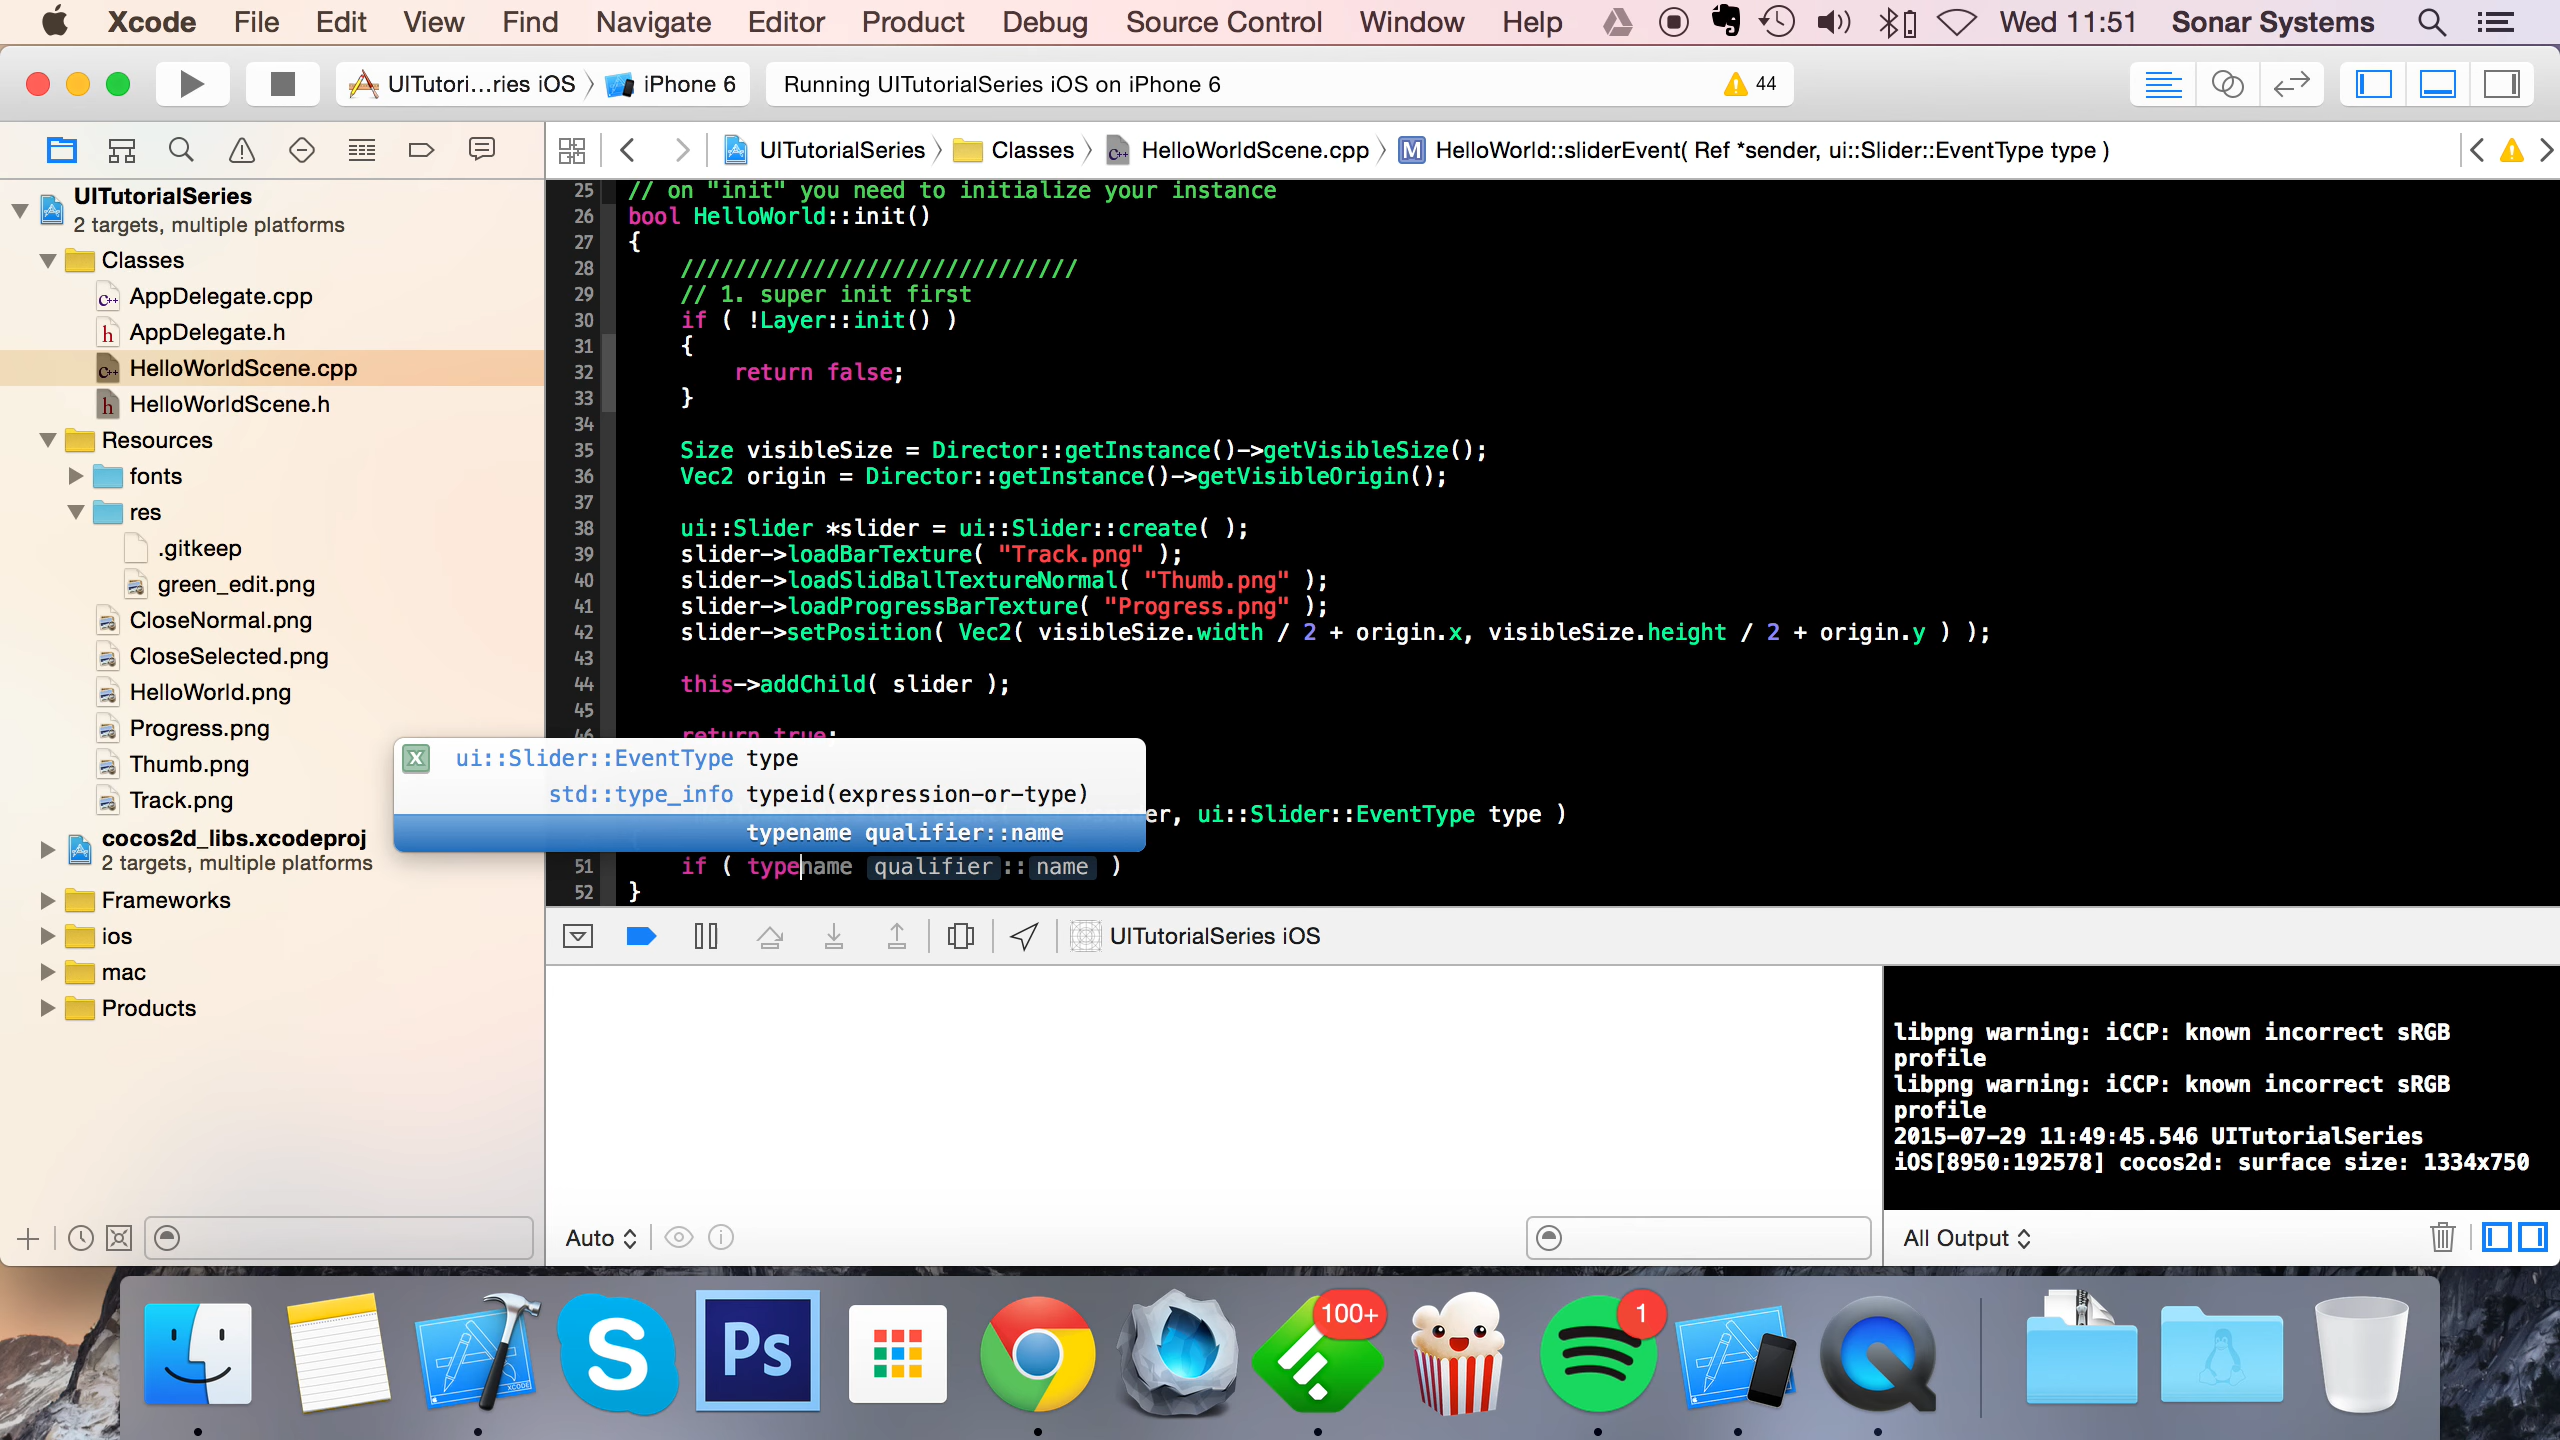 Xcode File Edit View Find Navigate Editor Product Debug Source Control Window Help Wed 11:51 Sonar Systems
UITutori...ries iOS iPhone 6 Running UITutorialSeries iOS on iPhone 6 44
UITutorialSeries Classes HelloWorldScene.cpp M HelloWorld::sliderEvent( Ref *sender, ui::Slider::EventType type )
UITutorialSeries
2 targets, multiple platforms
Classes
C++ AppDelegate.cpp
h AppDelegate.h
C++ HelloWorldScene.cpp
h HelloWorldScene.h
Resources
fonts
res
.gitkeep
green_edit.png
CloseNormal.png
CloseSelected.png
HelloWorld.png
Progress.png
Thumb.png
Track.png
cocos2d_libs.xcodeproj
2 targets, multiple platforms
Frameworks
ios
mac
Products
25 // on "init" you need to initialize your instance
26 bool HelloWorld::init()
27 {
28 //////////////////////////////
29 // 1. super init first
30 if ( !Layer::init() )
31 {
32 return false;
33 }
34
35 Size visibleSize = Director::getInstance()->getVisibleSize();
36 Vec2 origin = Director::getInstance()->getVisibleOrigin();
37
38 ui::Slider *slider = ui::Slider::create( );
39 slider->loadBarTexture( "Track.png" );
40 slider->loadSlidBallTextureNormal( "Thumb.png" );
41 slider->loadProgressBarTexture( "Progress.png" );
42 slider->setPosition( Vec2( visibleSize.width / 2 + origin.x, visibleSize.height / 2 + origin.y ) );
43
44 this->addChild( slider );
45
46 return true;
X ui::Slider::EventType type
std::type_info typeid(expression-or-type)
er, ui::Slider::EventType type )
typename qualifier::name
51 if ( typename qualifier::name )
52 }
UITutorialSeries iOS
libpng warning: iCCP: known incorrect sRGB
profile
libpng warning: iCCP: known incorrect sRGB
profile
2015-07-29 11:49:45.546 UITutorialSeries
iOS[8950:192578] cocos2d: surface size: 1334x750
Auto All Output
S Ps 100+ 1
XCODE